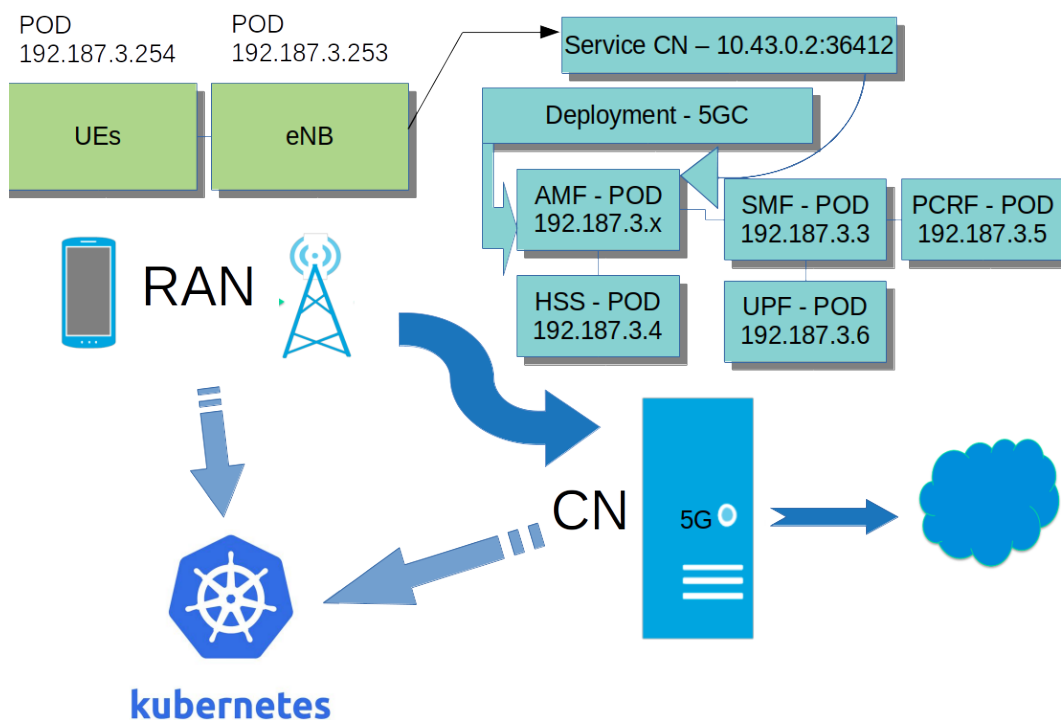 POD
192.187.3.254
POD
192.187.3.253
Service CN – 10.43.0.2:36412
UEs
eNB
Deployment - 5GC
AMF - POD
192.187.3.x
SMF - POD
192.187.3.3
PCRF - POD
192.187.3.5
HSS - POD
192.187.3.4
UPF - POD
192.187.3.6
RAN
CN
5G
kubernetes